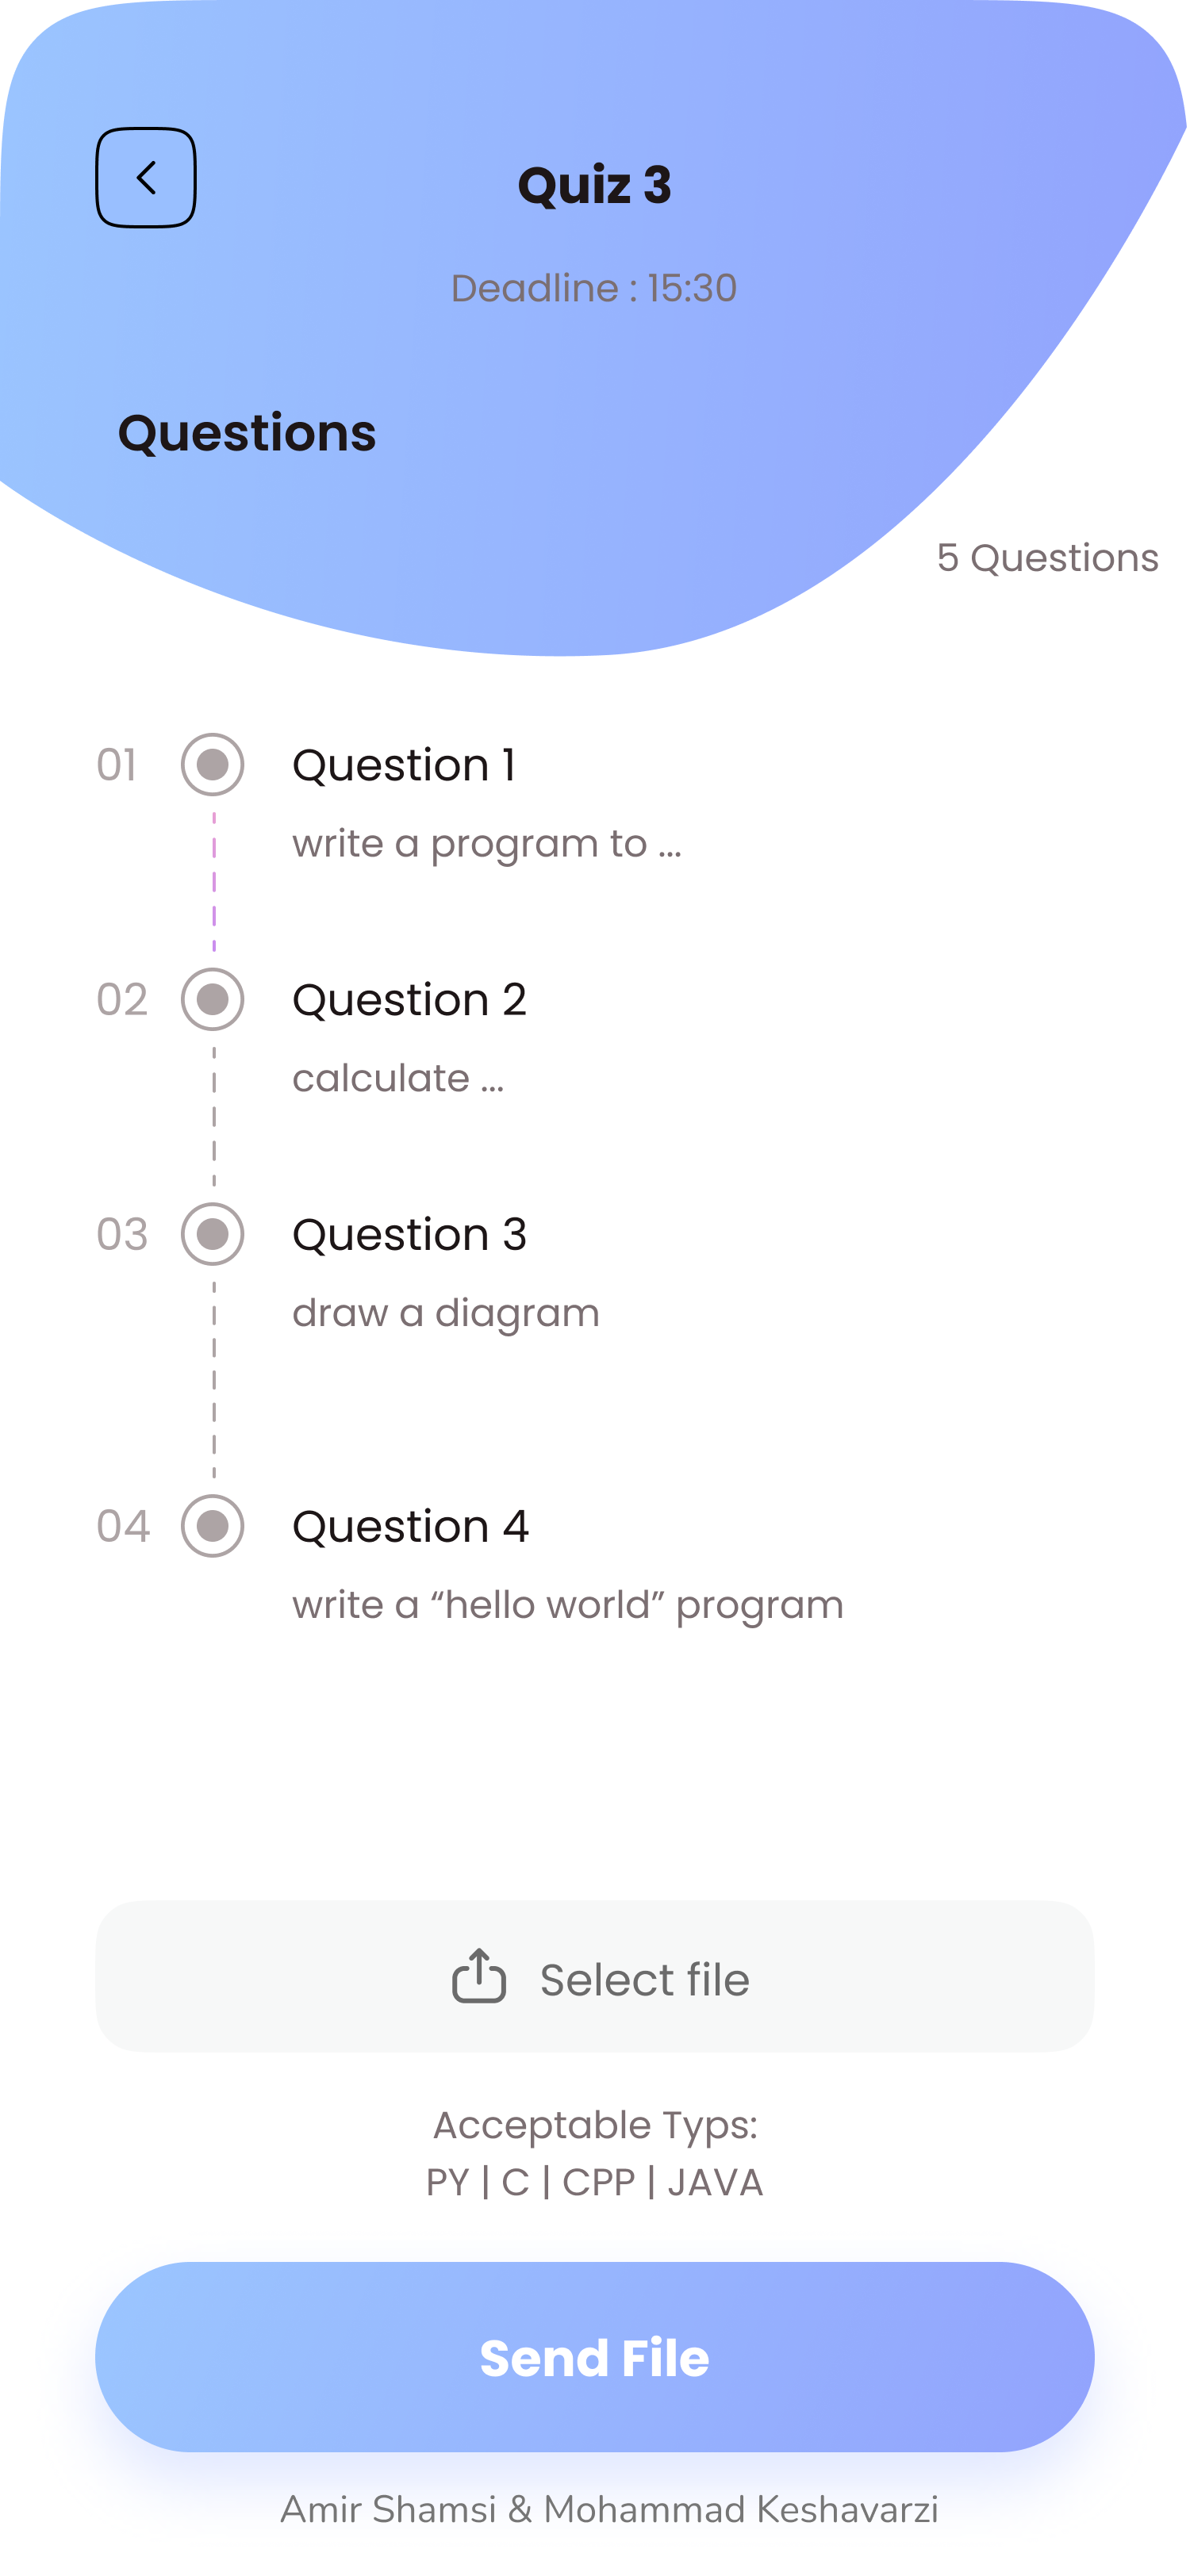 Quiz 3
Deadline : 15:30
Questions
5 Questions
01 Question 1
write a program to ...
02 Question 2
calculate ...
03 Question 3
draw a diagram
04 Question 4
write a “hello world” program
Select file
Acceptable Typs:
PY | C | CPP | JAVA
Send File
Amir Shamsi & Mohammad Keshavarzi